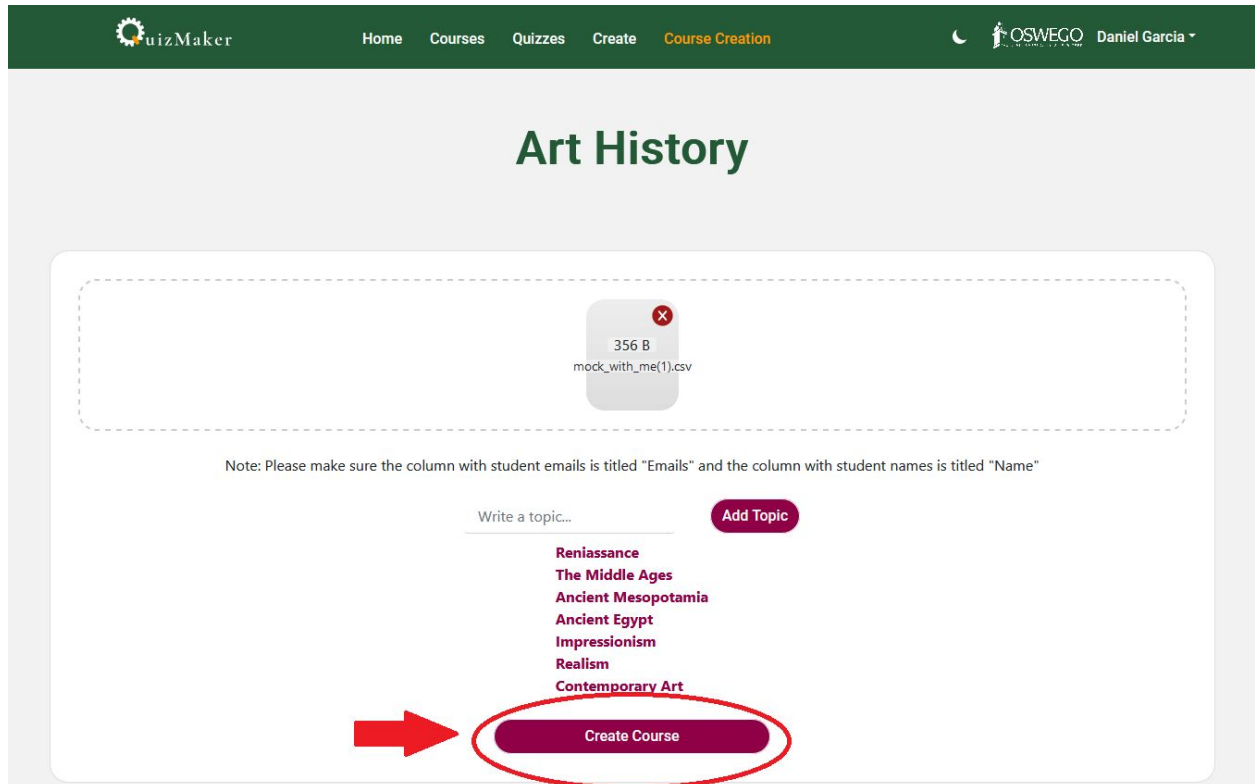 QuizMaker Home Courses Quizzes Create Course Creation OSWEGO Daniel Garcia
Art History
356 B
mock_with_me(1).csv
Note: Please make sure the column with student emails is titled "Emails" and the column with student names is titled "Name"
Write a topic... Add Topic
Reniassance
The Middle Ages
Ancient Mesopotamia
Ancient Egypt
Impressionism
Realism
Contemporary Art
Create Course